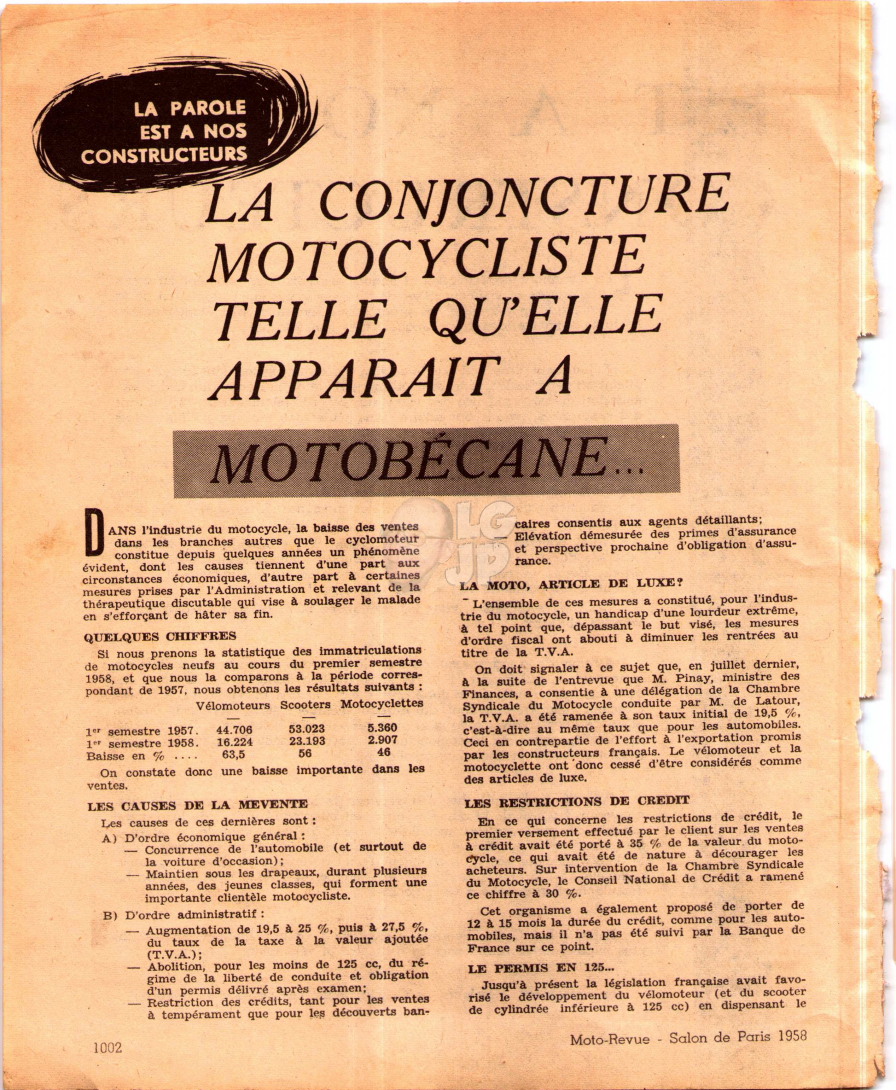 LA PAROLE
EST A NOS
CONSTRUCTEURS
LA CONJONCTURE
MOTOCYCLISTE
TELLE QU'ELLE
APPARAIT A
MOTOBÉCANE...
DANS l'industrie du motocycle, la baisse des ventes
dans les branches autres que le cyclomoteur
constitue depuis quelques années un phénomène
évident, dont les causes tiennent d'une part aux
circonstances économiques, d'autre part à certaines
mesures prises par l'Administration et relevant de la
thérapeutique discutable qui vise à soulager le malade
en s'efforçant de hâter sa fin.
QUELQUES CHIFFRES
Si nous prenons la statistique des immatriculations
de motocycles neufs au cours du premier semestre
1958, et que nous la comparons à la période corres-
pondant de 1957, nous obtenons les résultats suivants :
Vélomoteurs Scooters Motocyclettes
— — —
1er semestre 1957. 44.706 53.023 5.360
1er semestre 1958. 16.224 23.193 2.907
Baisse en % .... 63,5 56 46
On constate donc une baisse importante dans les
ventes.
LES CAUSES DE LA MEVENTE
Les causes de ces dernières sont :
A) D'ordre économique général :
— Concurrence de l'automobile (et surtout de
la voiture d'occasion);
— Maintien sous les drapeaux, durant plusieurs
années, des jeunes classes, qui forment une
importante clientèle motocycliste.
B) D'ordre administratif :
— Augmentation de 19,5 à 25 %, puis à 27,5 %,
du taux de la taxe à la valeur ajoutée
(T.V.A.);
— Abolition, pour les moins de 125 cc, du ré-
gime de la liberté de conduite et obligation
d'un permis délivré après examen;
— Restriction des crédits, tant pour les ventes
à tempérament que pour les découverts ban-
caires consentis aux agents détaillants;
— Elévation démesurée des primes d'assurance
et perspective prochaine d'obligation d'assu-
rance.
LA MOTO, ARTICLE DE LUXE?
L'ensemble de ces mesures a constitué, pour l'indus-
trie du motocycle, un handicap d'une lourdeur extrême,
à tel point que, dépassant le but visé, les mesures
d'ordre fiscal ont abouti à diminuer les rentrées au
titre de la T.V.A.
On doit signaler à ce sujet que, en juillet dernier,
à la suite de l'entrevue que M. Pinay, ministre des
Finances, a consentie à une délégation de la Chambre
Syndicale du Motocycle conduite par M. de Latour,
la T.V.A. a été ramenée à son taux initial de 19,5 %,
c'est-à-dire au même taux que pour les automobiles.
Ceci en contrepartie de l'effort à l'exportation promis
par les constructeurs français. Le vélomoteur et la
motocyclette ont donc cessé d'être considérés comme
des articles de luxe.
LES RESTRICTIONS DE CREDIT
En ce qui concerne les restrictions de crédit, le
premier versement effectué par le client sur les ventes
à crédit avait été porté à 35 % de la valeur du moto-
cycle, ce qui avait été de nature à décourager les
acheteurs. Sur intervention de la Chambre Syndicale
du Motocycle, le Conseil National de Crédit a ramené
ce chiffre à 30 %.
Cet organisme a également proposé de porter de
12 à 15 mois la durée du crédit, comme pour les auto-
mobiles, mais il n'a pas été suivi par la Banque de
France sur ce point.
LE PERMIS EN 125...
Jusqu'à présent la législation française avait favo-
risé le développement du vélomoteur (et du scooter
de cylindrée inférieure à 125 cc) en dispensant le
1002
Moto-Revue - Salon de Paris 1958
LG
JD